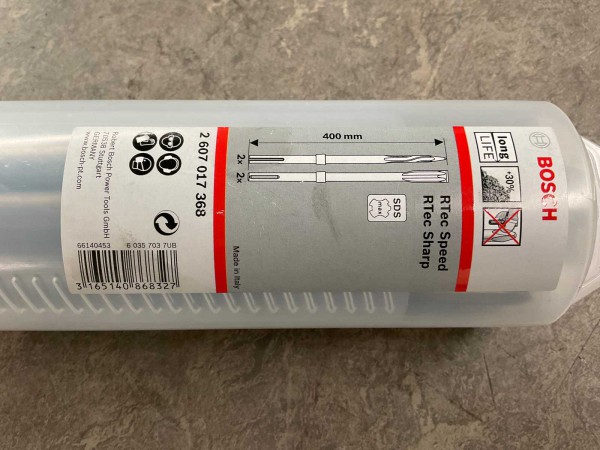 BOSCH
long
LIFE
-30%
400 mm
2x
2x
SDS
max
RTec Speed
RTec Sharp
Made in Italy
2 607 017 368
Robert Bosch Power Tools GmbH
70538 Stuttgart
GERMANY
www.bosch-pt.com
66140453 6 035 703 7UB
3 165140 868327